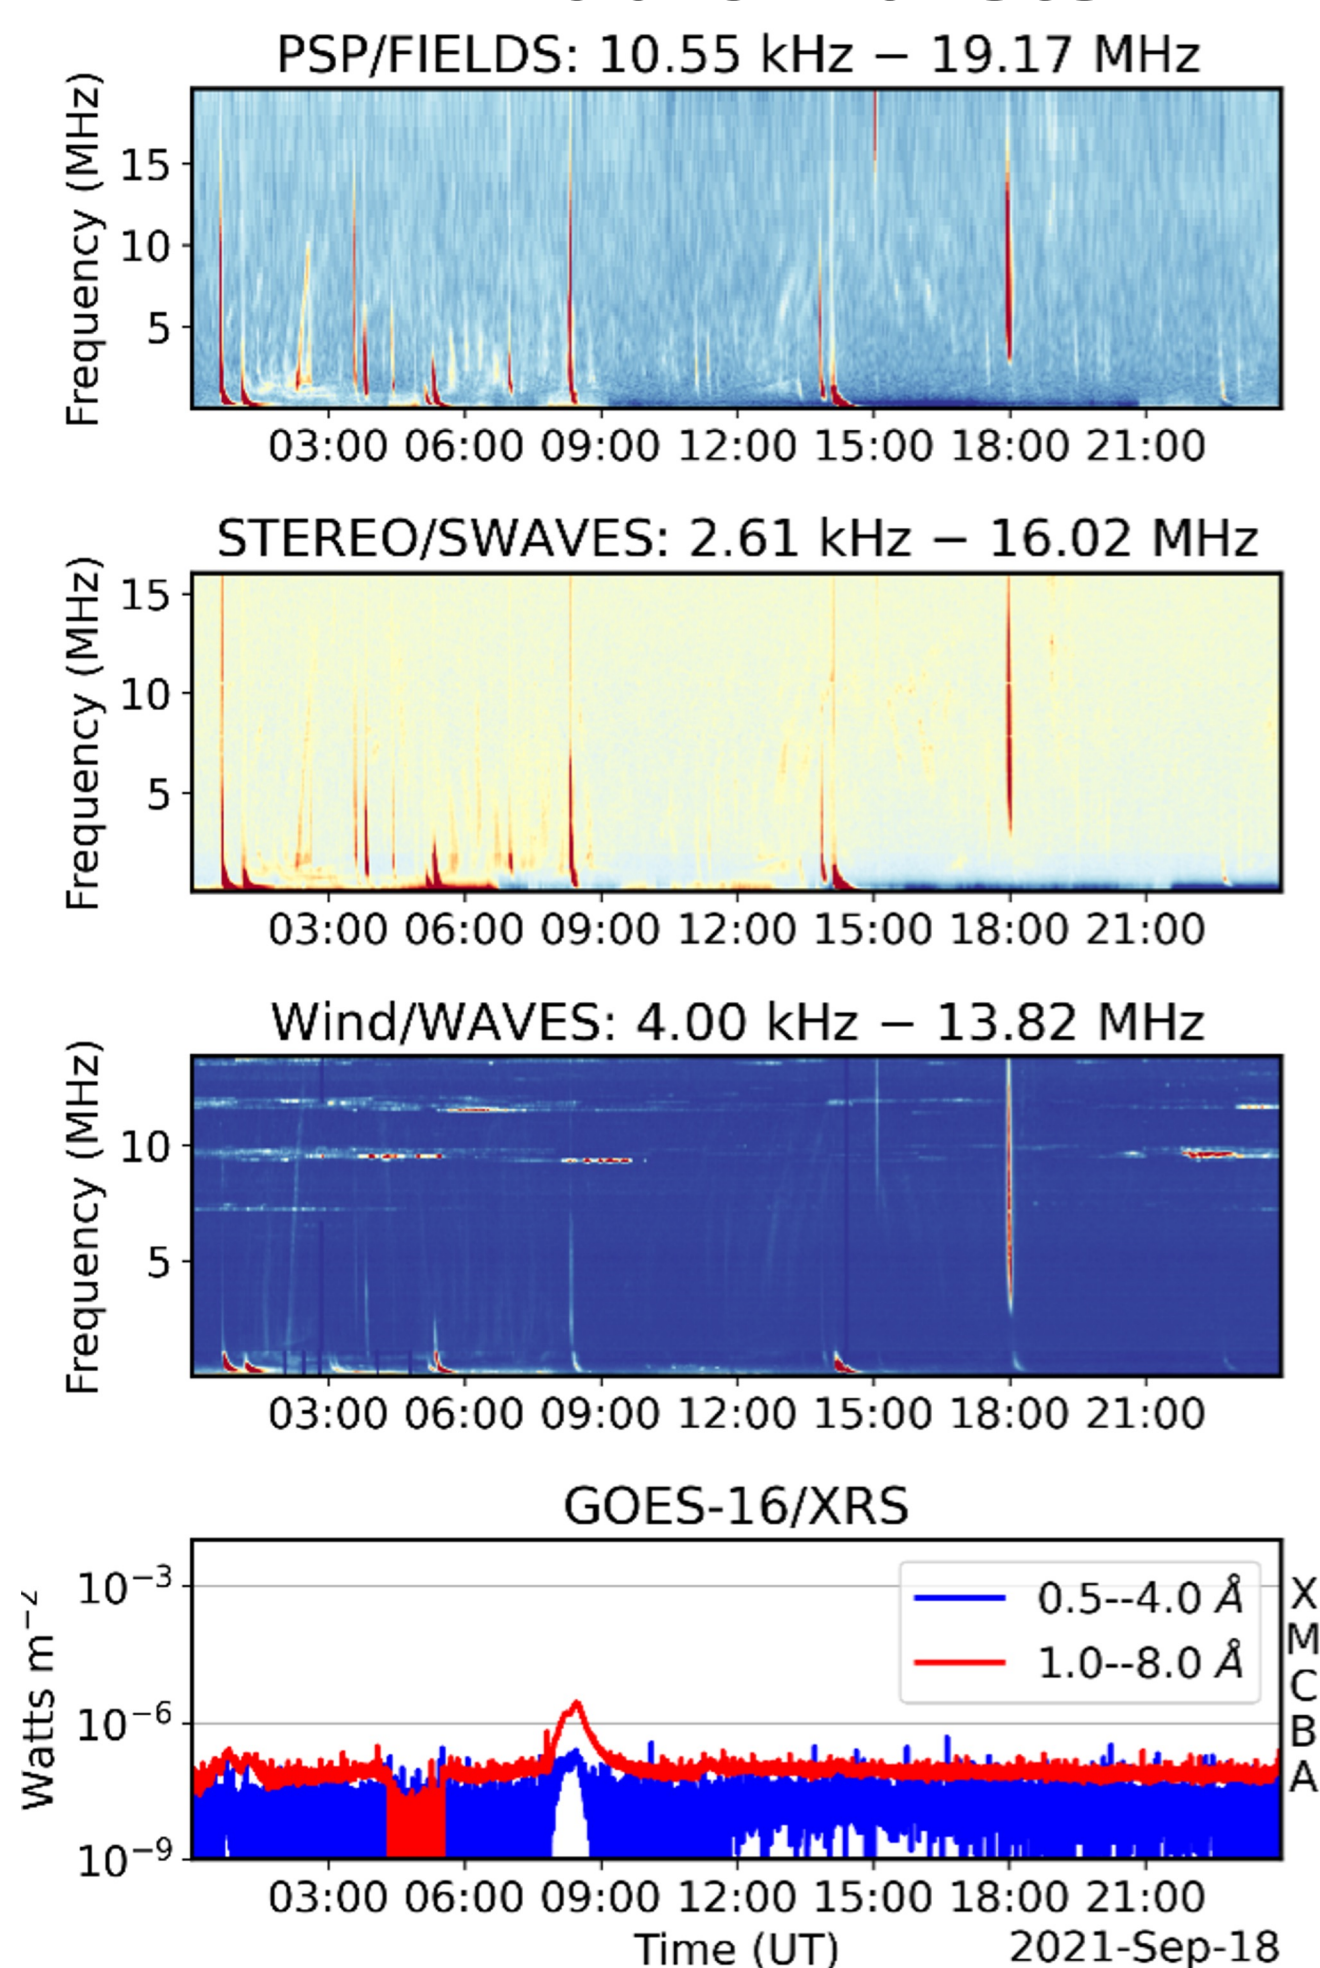 PSP/FIELDS: 10.55 kHz − 19.17 MHz
Frequency (MHz)
15
10
5
03:00 06:00 09:00 12:00 15:00 18:00 21:00
STEREO/SWAVES: 2.61 kHz − 16.02 MHz
Frequency (MHz)
15
10
5
03:00 06:00 09:00 12:00 15:00 18:00 21:00
Wind/WAVES: 4.00 kHz − 13.82 MHz
Frequency (MHz)
10
5
03:00 06:00 09:00 12:00 15:00 18:00 21:00
GOES-16/XRS
Watts m⁻²
10⁻³
10⁻⁶
10⁻⁹
0.5--4.0 Å
1.0--8.0 Å
X
M
C
B
A
03:00 06:00 09:00 12:00 15:00 18:00 21:00
Time (UT)
2021-Sep-18